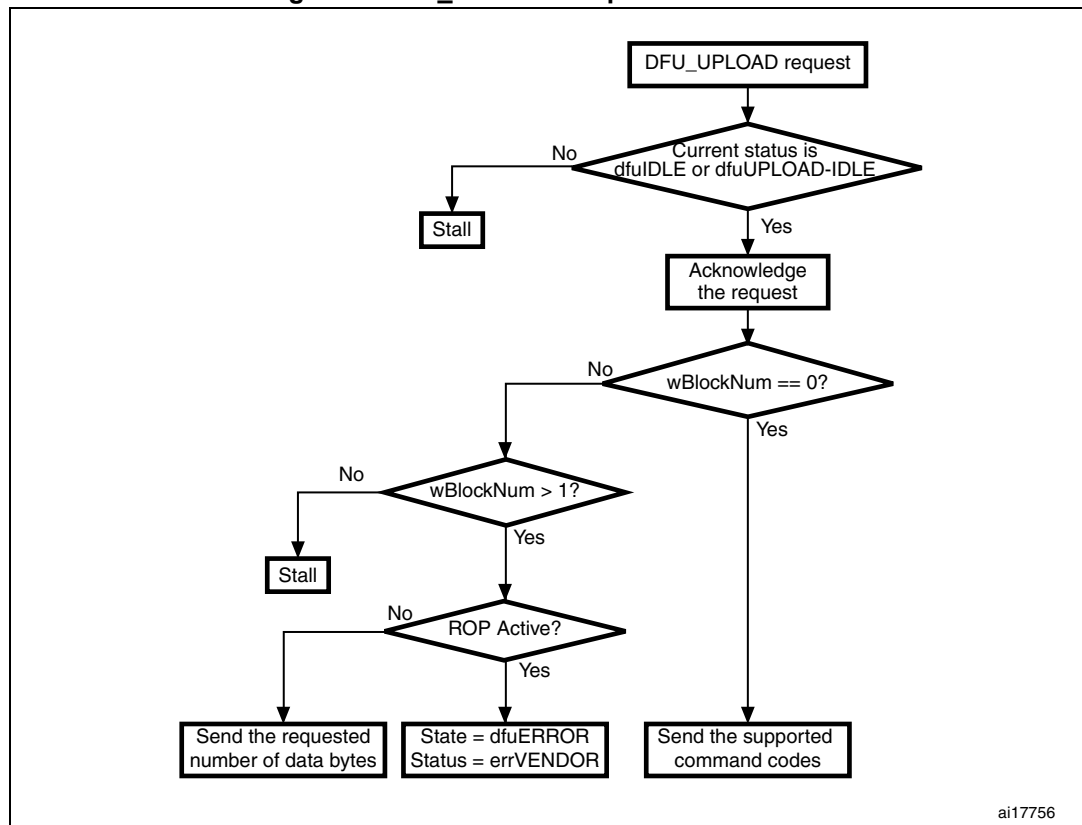 DFU_UPLOAD request
No
Current status is
dfuIDLE or dfuUPLOAD-IDLE
Stall
Yes
Acknowledge
the request
No
wBlockNum == 0?
Yes
No
wBlockNum > 1?
Yes
Stall
No
ROP Active?
Yes
Send the requested
number of data bytes
State = dfuERROR
Status = errVENDOR
Send the supported
command codes
ai17756